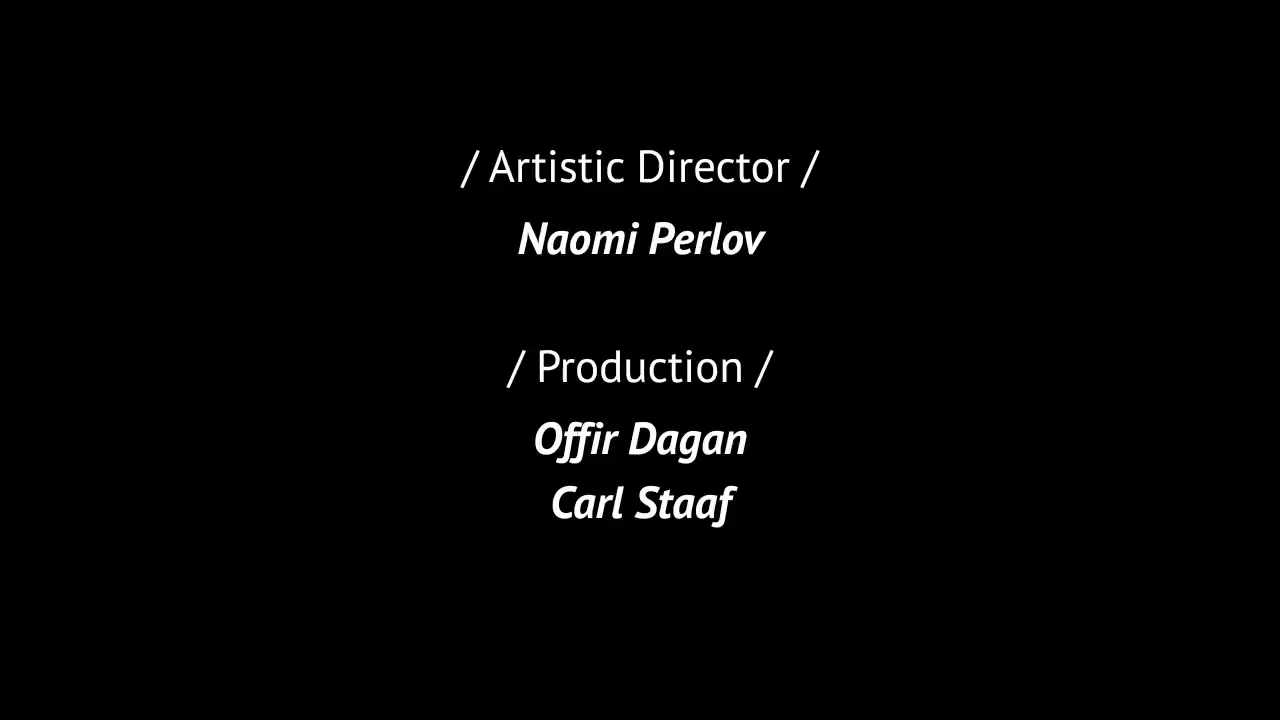 / Artistic Director /
Naomi Perlov
/ Production /
Offir Dagan
Carl Staaf